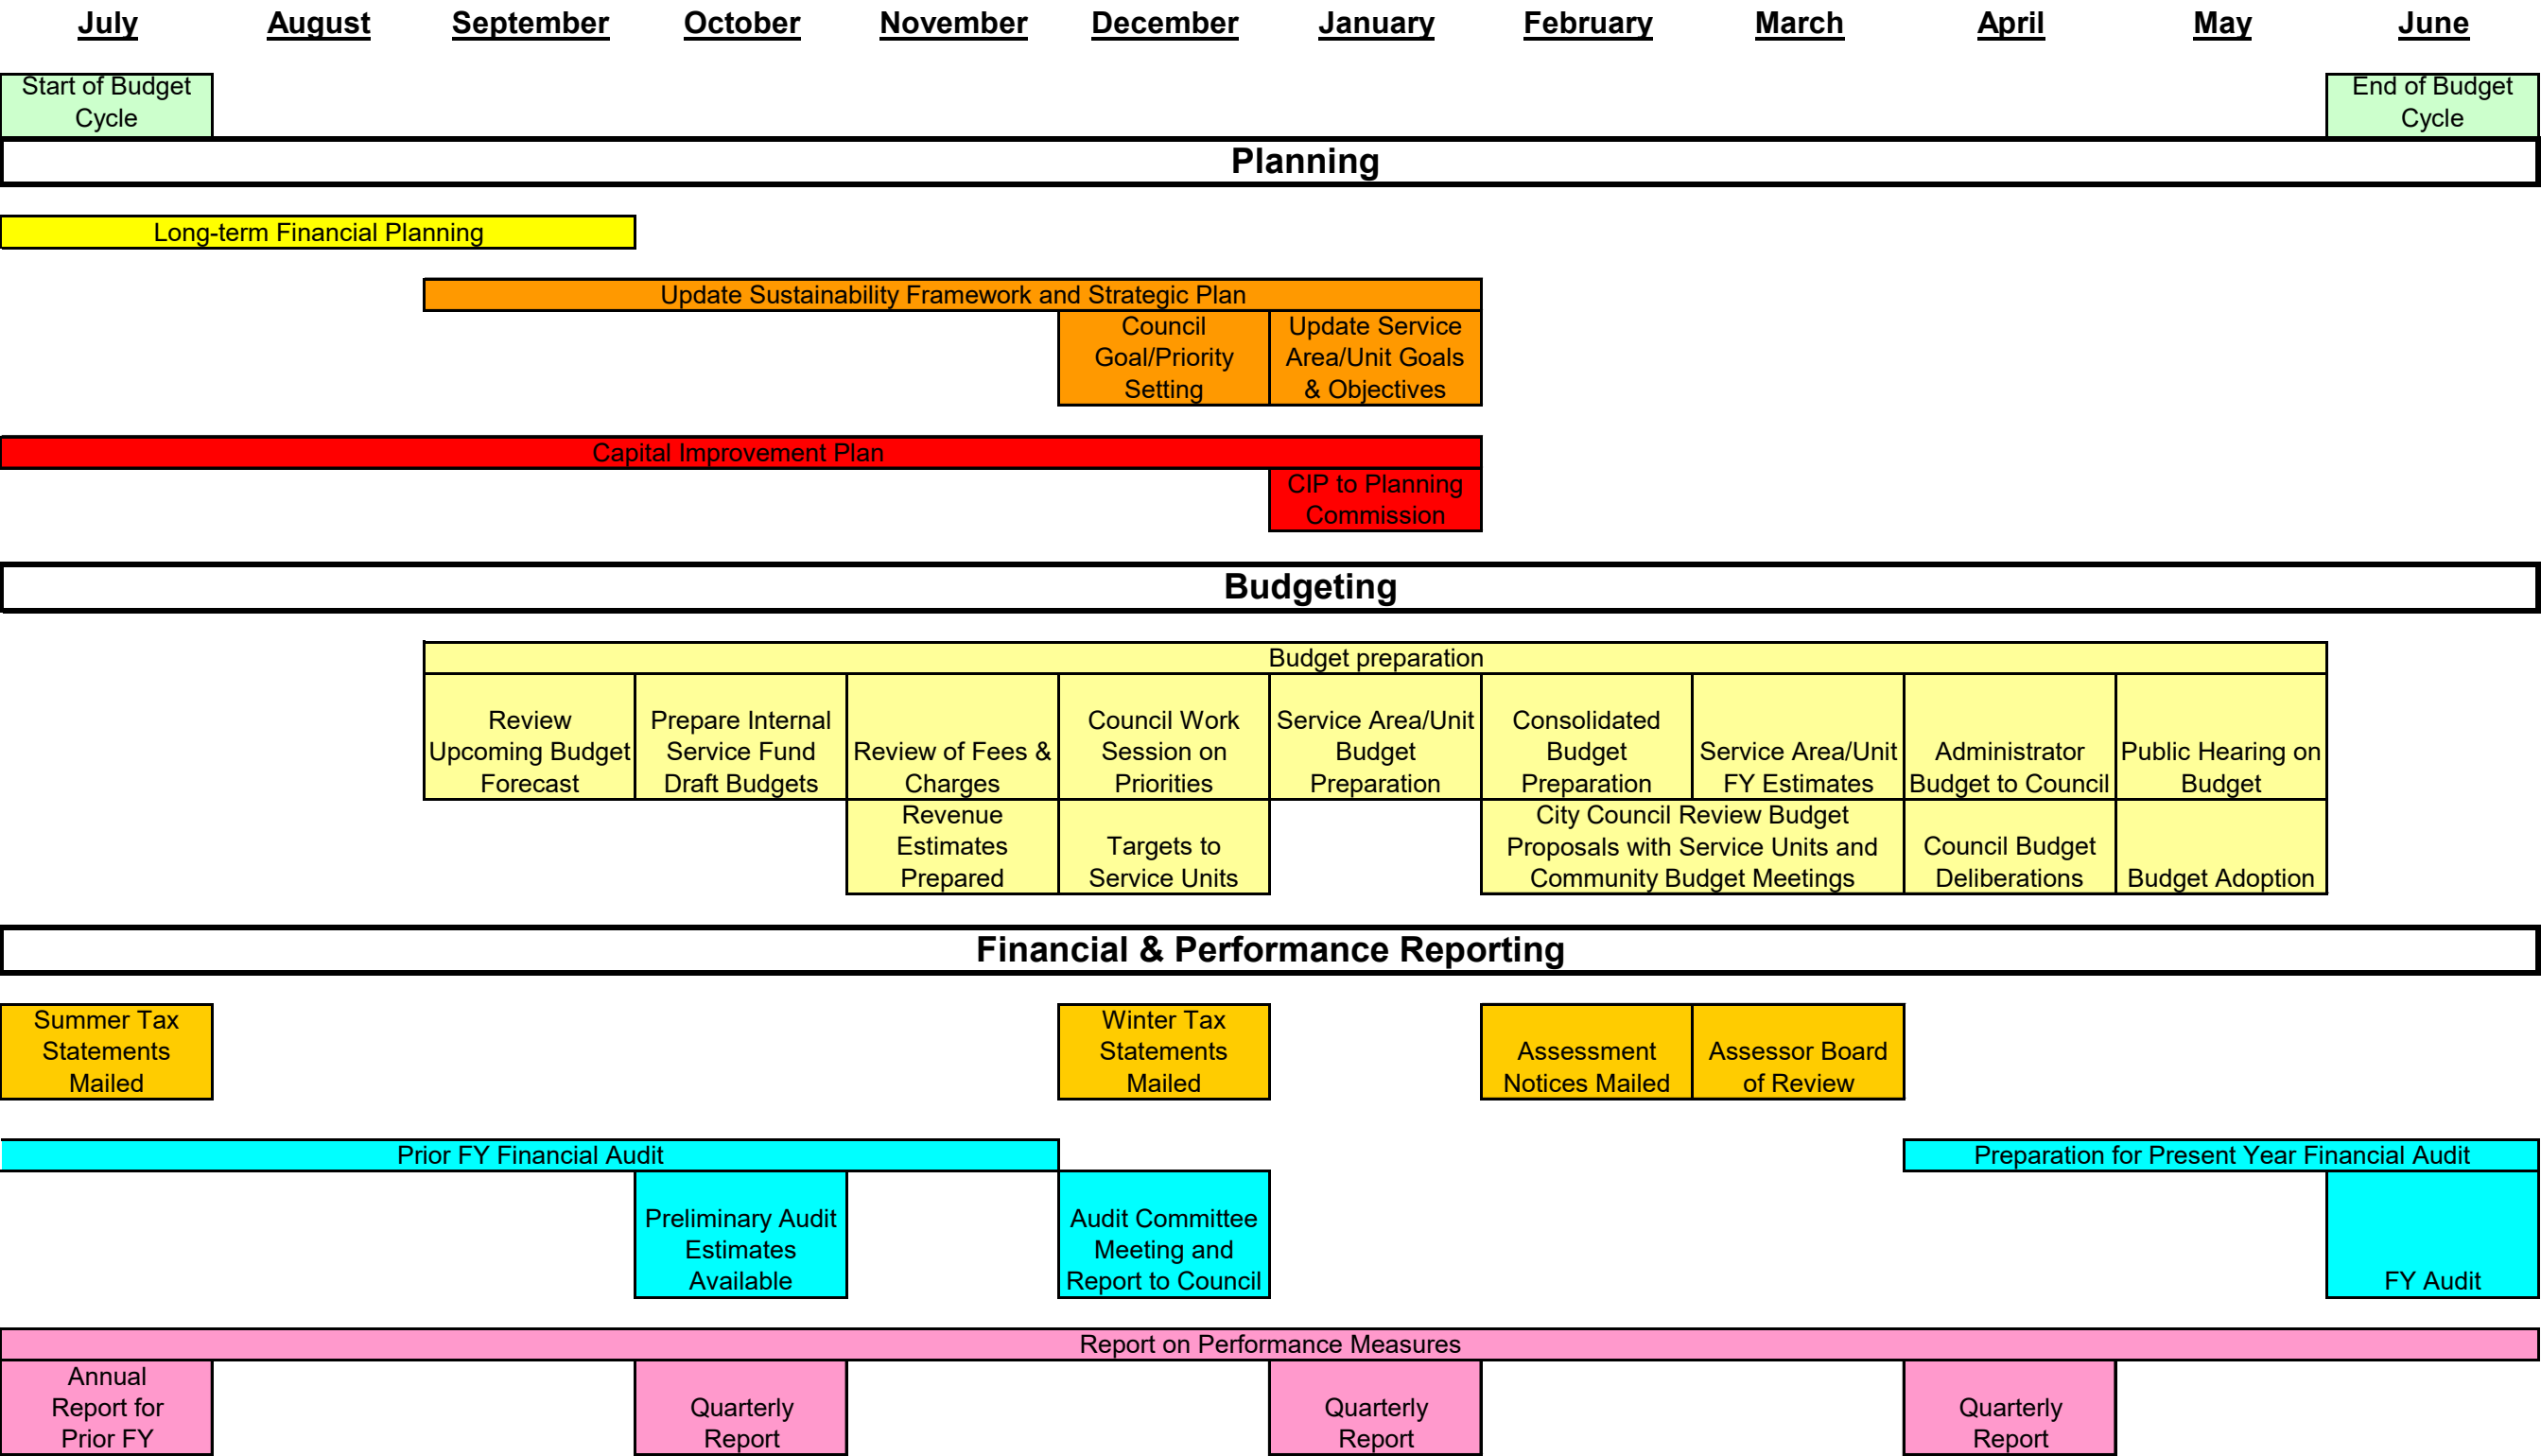 July August September October November December January February March April May June
Start of Budget
Cycle
End of Budget
Cycle
Planning
Long-term Financial Planning
Update Sustainability Framework and Strategic Plan
Council
Goal/Priority
Setting
Update Service
Area/Unit Goals
& Objectives
Capital Improvement Plan
CIP to Planning
Commission
Budgeting
Budget preparation
Review
Upcoming Budget
Forecast
Prepare Internal
Service Fund
Draft Budgets
Review of Fees &
Charges
Council Work
Session on
Priorities
Service Area/Unit
Budget
Preparation
Consolidated
Budget
Preparation
Service Area/Unit
FY Estimates
Administrator
Budget to Council
Public Hearing on
Budget
Revenue
Estimates
Prepared
Targets to
Service Units
City Council Review Budget
Proposals with Service Units and
Community Budget Meetings
Council Budget
Deliberations
Budget Adoption
Financial & Performance Reporting
Summer Tax
Statements
Mailed
Winter Tax
Statements
Mailed
Assessment
Notices Mailed
Assessor Board
of Review
Prior FY Financial Audit
Preparation for Present Year Financial Audit
Preliminary Audit
Estimates
Available
Audit Committee
Meeting and
Report to Council
FY Audit
Report on Performance Measures
Annual
Report for
Prior FY
Quarterly
Report
Quarterly
Report
Quarterly
Report